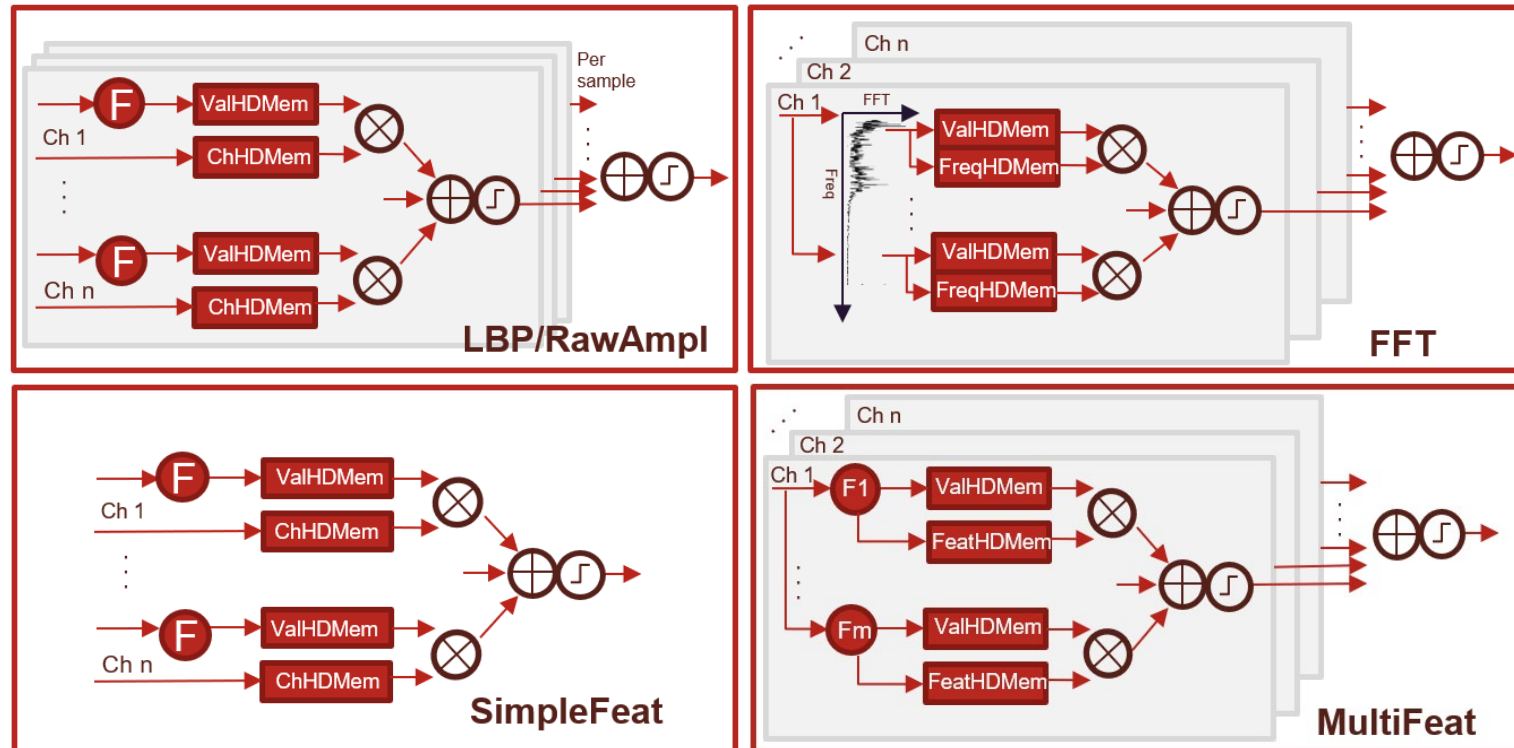 Per
sample
F
ValHDMem
Ch 1
ChHDMem
F
ValHDMem
Ch n
ChHDMem
LBP/RawAmpl
Ch n
Ch 2
Ch 1
FFT
Freq
ValHDMem
FreqHDMem
ValHDMem
FreqHDMem
FFT
F
ValHDMem
Ch 1
ChHDMem
F
ValHDMem
Ch n
ChHDMem
SimpleFeat
Ch n
Ch 2
Ch 1
F1
ValHDMem
FeatHDMem
Fm
ValHDMem
FeatHDMem
MultiFeat